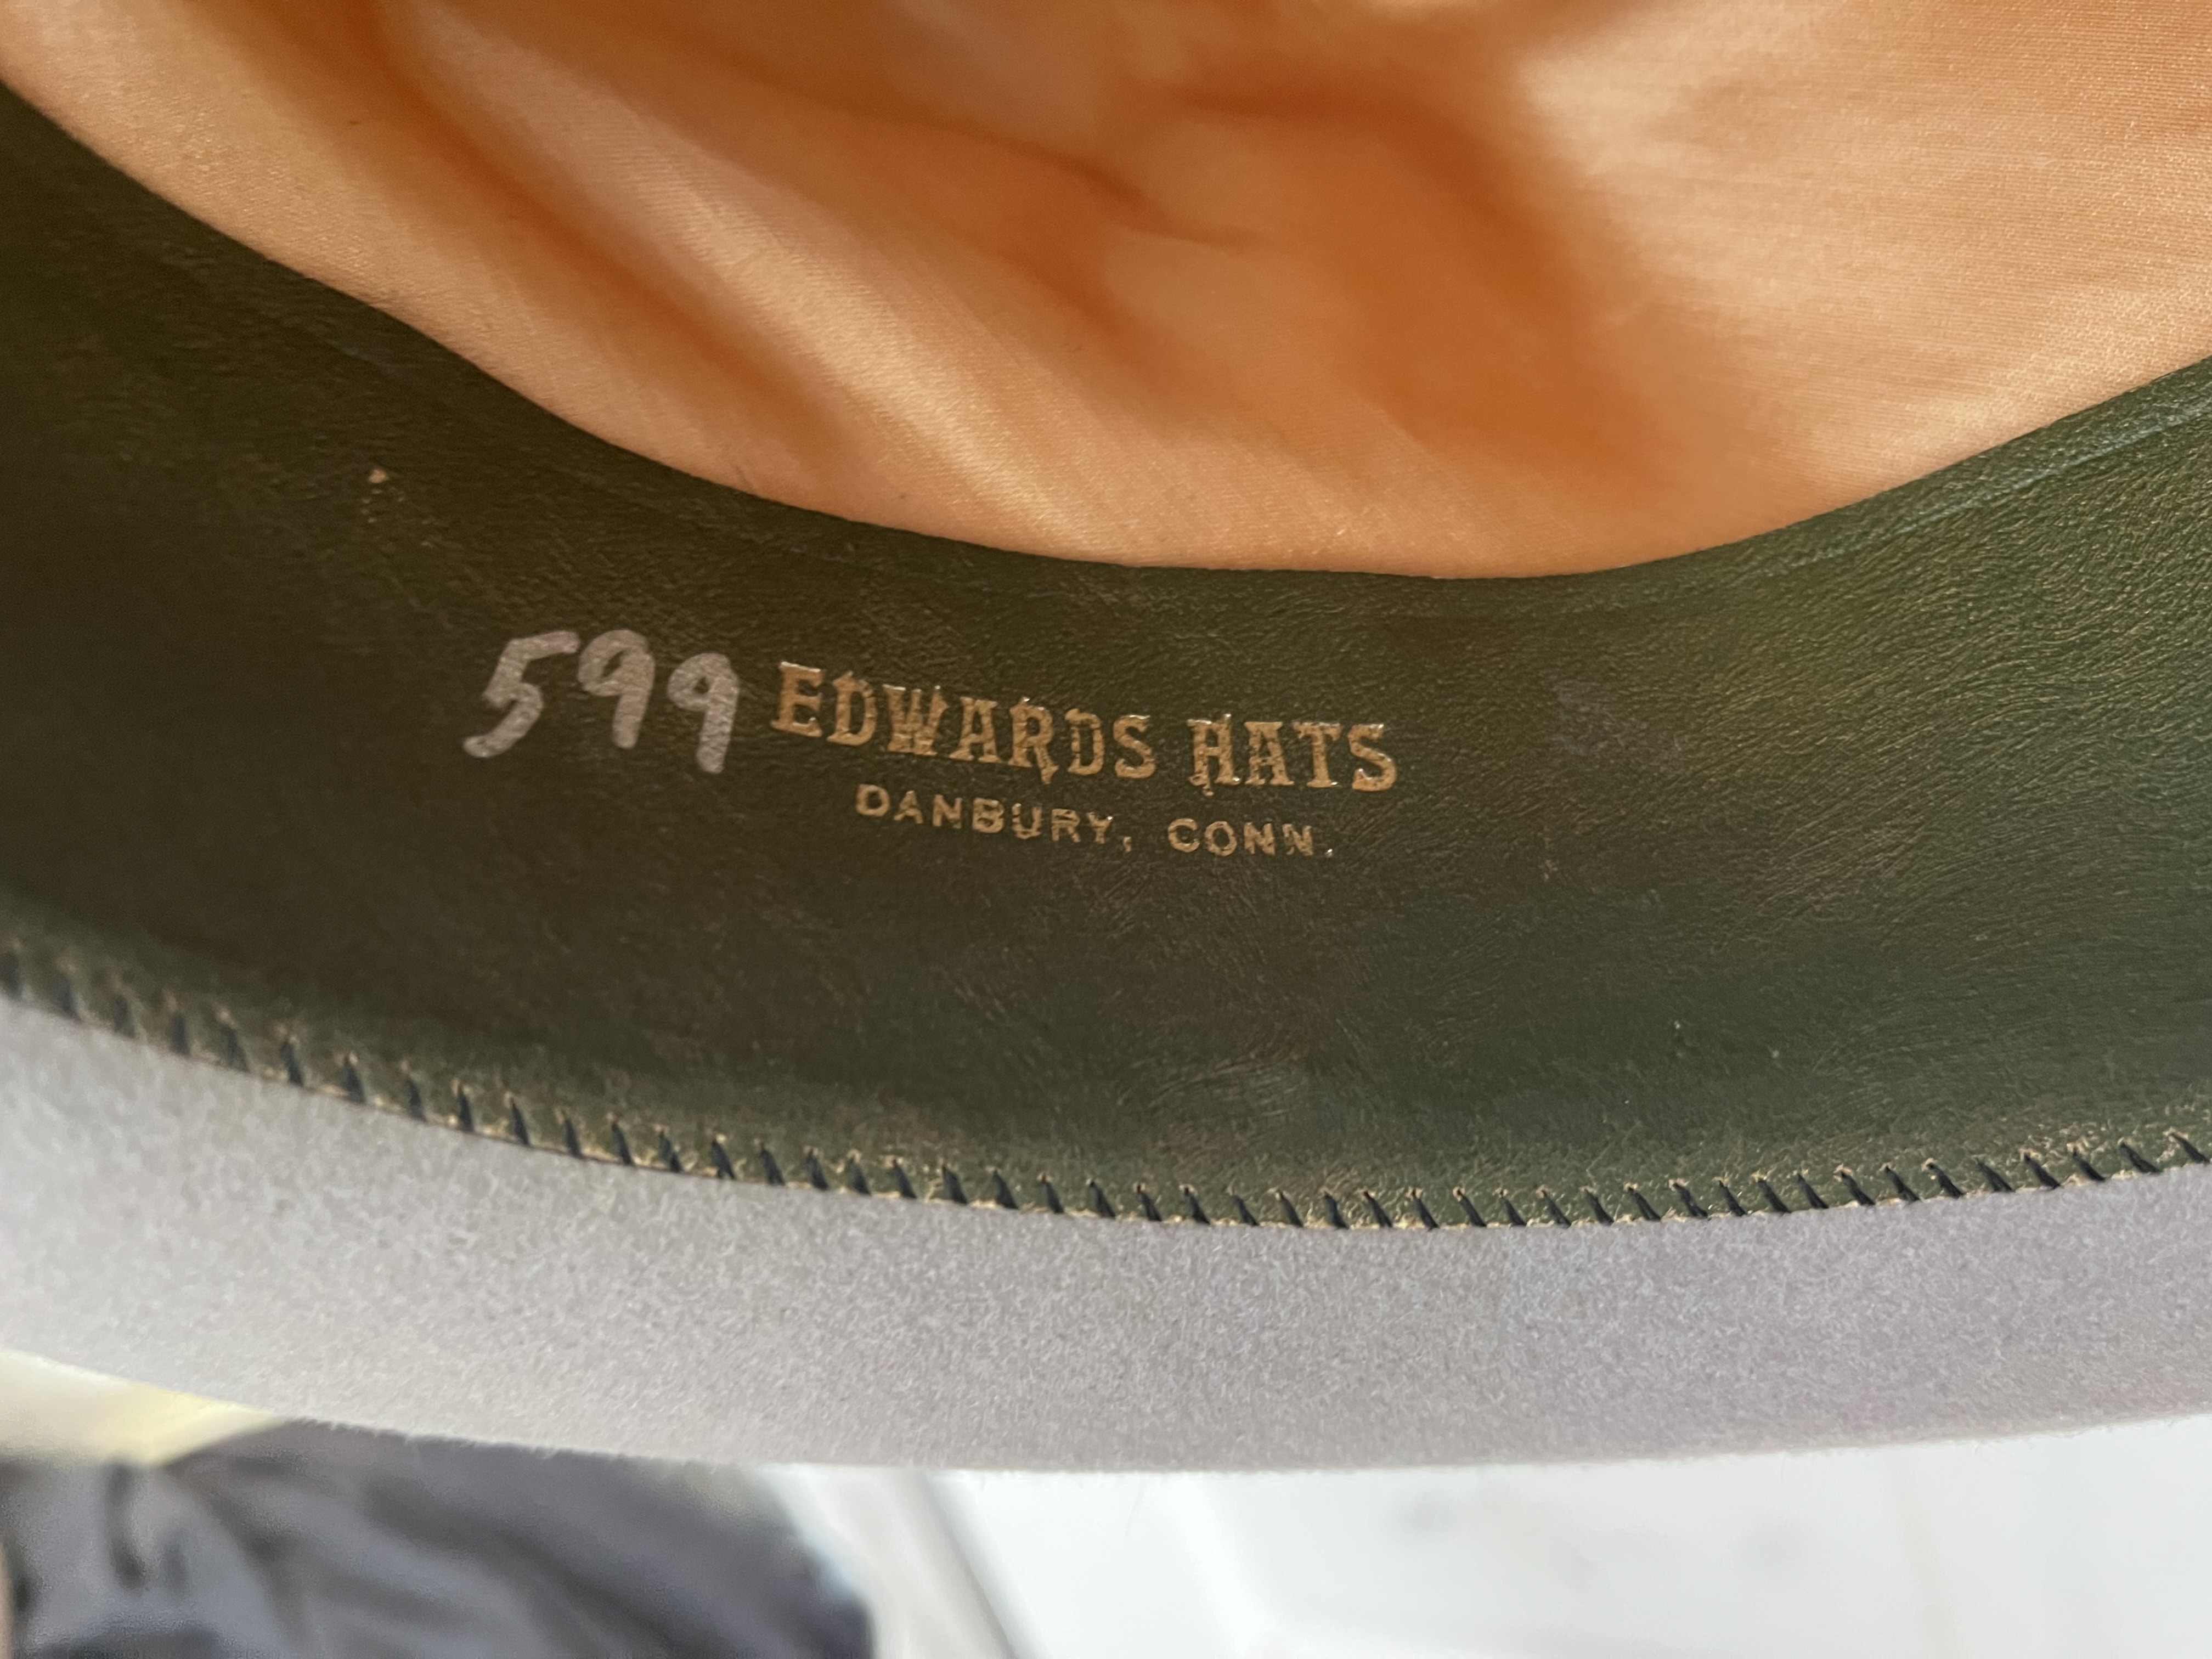 599 EDWARDS HATS
DANBURY, CONN.